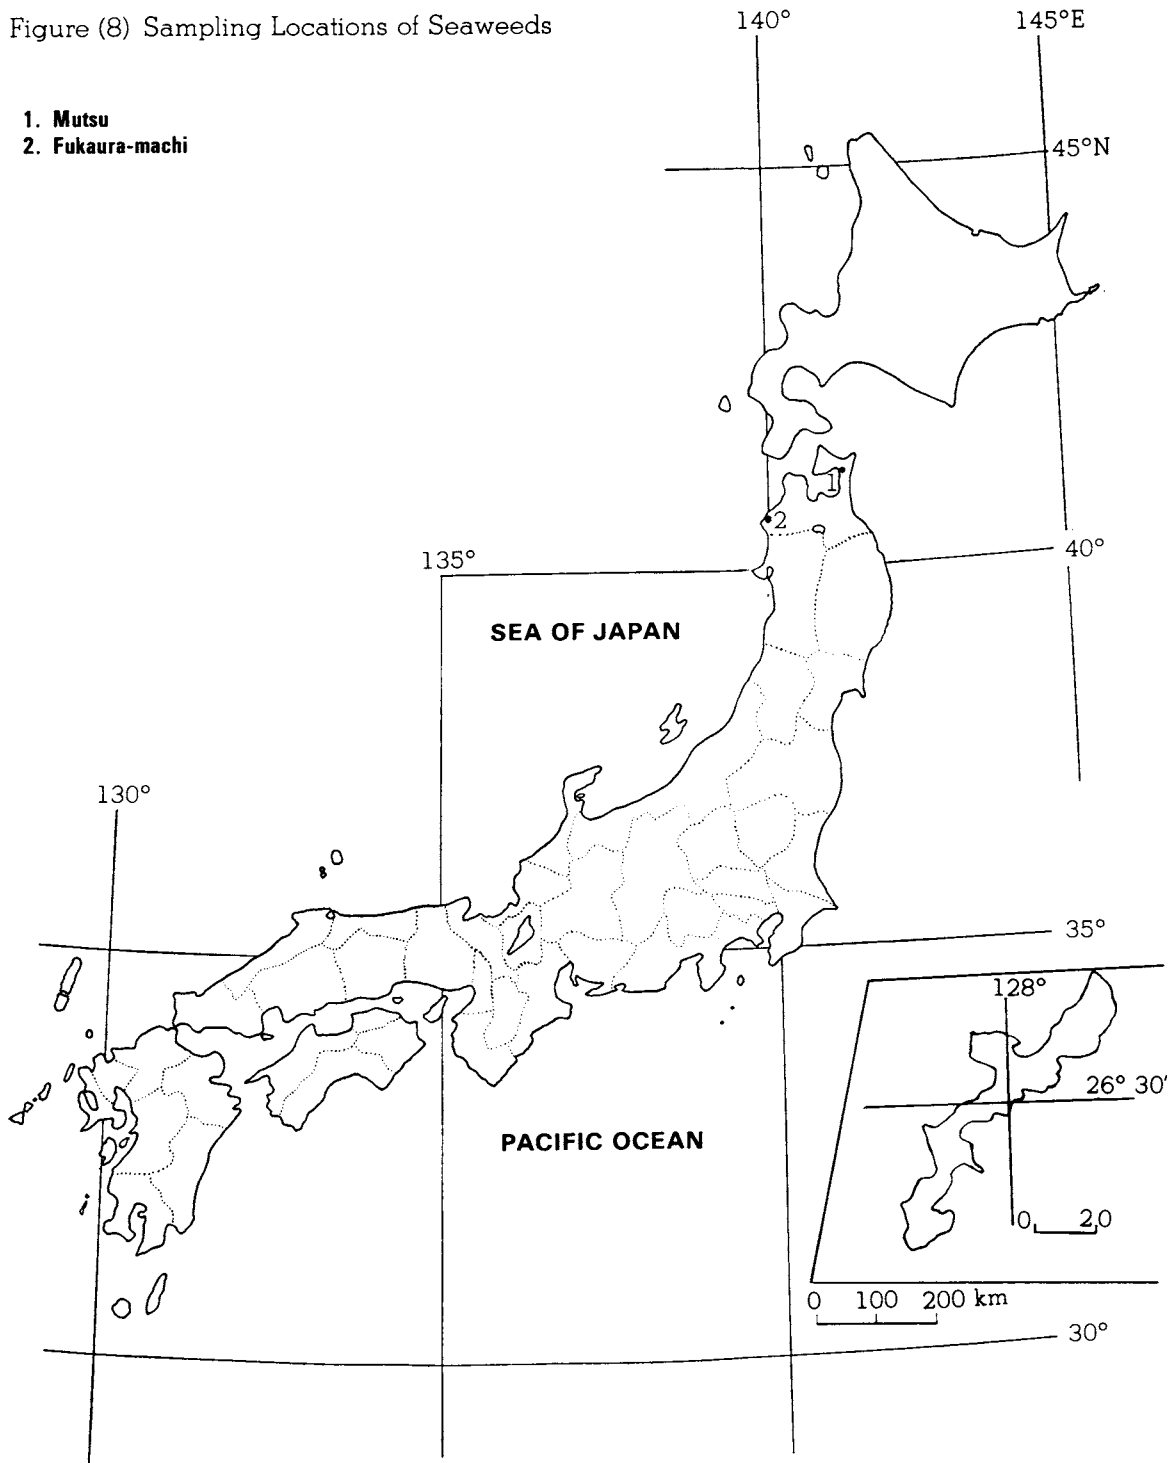 Figure (8) Sampling Locations of Seaweeds
140°
145°E
1. Mutsu
2. Fukaura-machi
45°N
1
2
40°
135°
SEA OF JAPAN
130°
35°
128°
26° 30'
PACIFIC OCEAN
0 20
0 100 200 km
30°